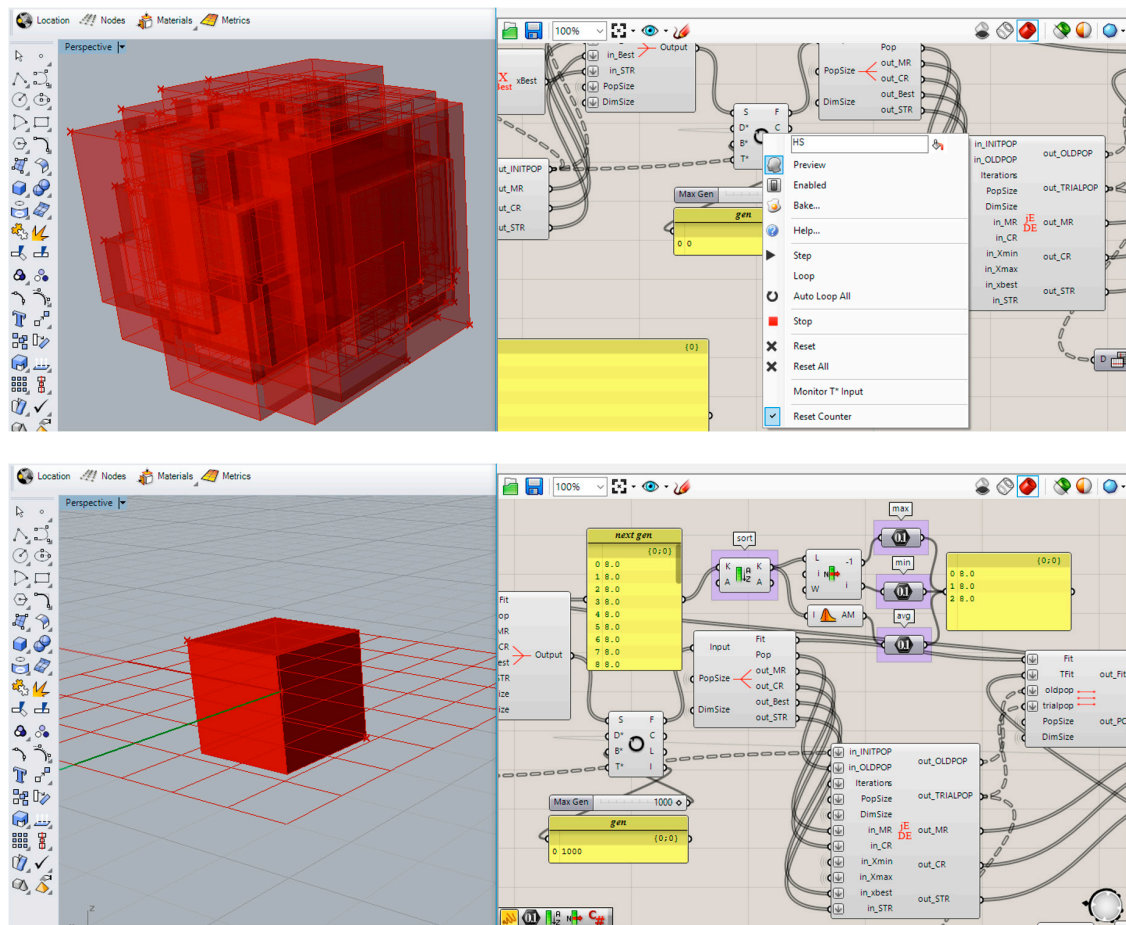 Location Nodes Materials Metrics
Perspective
100%
xBest
in_Best
in_STR
PopSize
DimSize
Output
Pop
out_MR
out_CR
out_Best
out_STR
PopSize
DimSize
S F
D* C
B*
T*
HS
Preview
Enabled
Bake...
Help...
Step
Loop
Auto Loop All
Stop
Reset
Reset All
Monitor T* Input
Reset Counter
Max Gen
gen
0 0
{0}
in_INITPOP
in_OLDPOP
Iterations
PopSize
DimSize
in_MR
in_CR
in_Xmin
in_Xmax
in_xbest
in_STR
jE
DE
out_OLDPOP
out_TRIALPOP
out_MR
out_CR
out_STR
D
Location Nodes Materials Metrics
Perspective
z
100%
next gen
{0;0}
0 8.0
1 8.0
2 8.0
3 8.0
4 8.0
5 8.0
6 8.0
7 8.0
8 8.0
sort
K K
A A
L -1
i N
W i
I AM
max
0.1
min
0.1
avg
0.1
{0;0}
0 8.0
1 8.0
2 8.0
Fit
Output
Input
PopSize
DimSize
Fit
Pop
out_MR
out_CR
out_Best
out_STR
S F
D* C
B* L
T* I
Max Gen 1000
gen
{0;0}
0 1000
in_INITPOP
in_OLDPOP
Iterations
PopSize
DimSize
in_MR
in_CR
in_Xmin
in_Xmax
in_xbest
in_STR
jE
DE
out_OLDPOP
out_TRIALPOP
out_MR
out_CR
out_STR
Fit
TFit
oldpop
trialpop
PopSize
DimSize